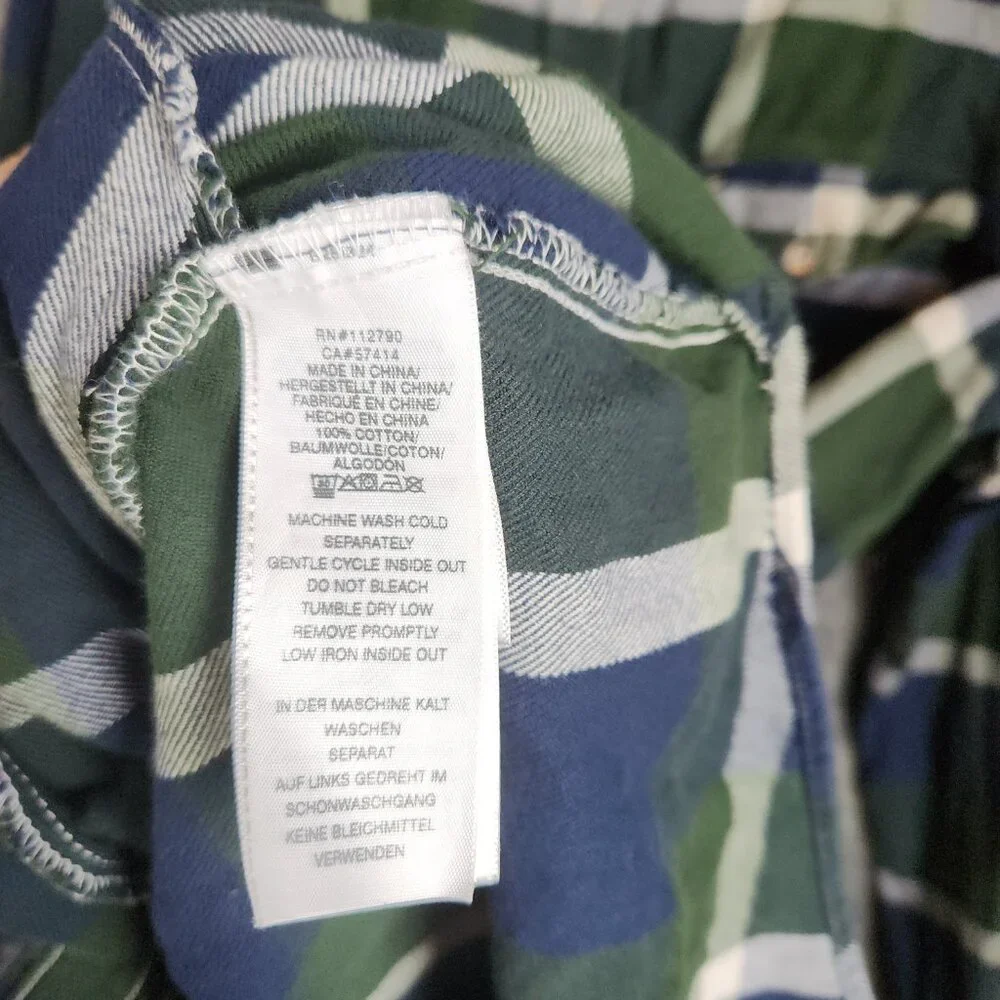 RN#112790
CA#57414
MADE IN CHINA/
HERGESTELLT IN CHINA/
FABRIQUÉ EN CHINE/
HECHO EN CHINA
100% COTTON/
BAUMWOLLE/COTON/
ALGODÓN
MACHINE WASH COLD
SEPARATELY
GENTLE CYCLE INSIDE OUT
DO NOT BLEACH
TUMBLE DRY LOW
REMOVE PROMPTLY
LOW IRON INSIDE OUT
IN DER MASCHINE KALT
WASCHEN
SEPARAT
AUF LINKS GEDREHT IM
SCHONWASCHGANG
KEINE BLEICHMITTEL
VERWENDEN